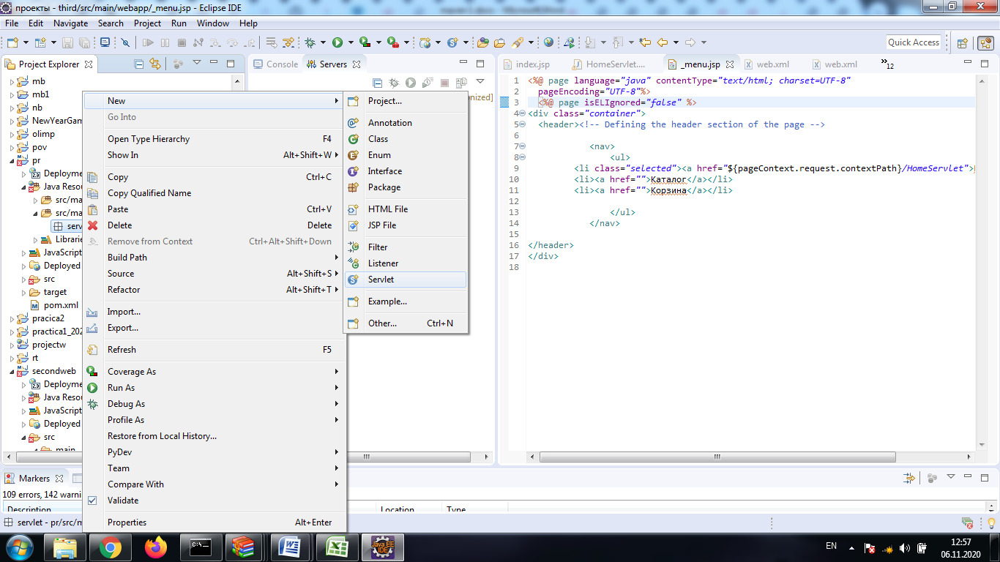 проекты - third/src/main/webapp/_menu.jsp - Eclipse IDE
File Edit Navigate Search Project Run Window Help
Quick Access
Project Explorer
Console Servers
index.jsp HomeServlet.... _menu.jsp web.xml web.xml »12
mb
mb1
nb
NewYearGam
olimp
pov
pr
Deployme
Java Resou
src/ma
src/ma
serv
Librarie
JavaScript
Deployed
src
target
pom.xml
pracica2
practica1_202
projectw
rt
secondweb
Deployme
Java Resou
JavaScript
Deployed
src
main
New
Go Into
Open Type Hierarchy F4
Show In Alt+Shift+W
Copy Ctrl+C
Copy Qualified Name
Paste Ctrl+V
Delete Delete
Remove from Context Ctrl+Alt+Shift+Down
Build Path
Source Alt+Shift+S
Refactor Alt+Shift+T
Import...
Export...
Refresh F5
Coverage As
Run As
Debug As
Profile As
Restore from Local History...
PyDev
Team
Compare With
Validate
Properties Alt+Enter
Project...
Annotation
Class
Enum
Interface
Package
HTML File
JSP File
Filter
Listener
Servlet
Example...
Other... Ctrl+N
nized]
1 <%@ page language="java" contentType="text/html; charset=UTF-8"
2 pageEncoding="UTF-8"%>
3 <%@ page isELIgnored="false" %>
4 <div class="container">
5 <header><!-- Defining the header section of the page -->
6
7 <nav>
8 <ul>
9 <li class="selected"><a href="${pageContext.request.contextPath}/HomeServlet">
10 <li><a href="">Каталог</a></li>
11 <li><a href="">Корзина</a></li>
12
13 </ul>
14 </nav>
15
16 </header>
17 </div>
18
Markers
109 errors, 142 warni
Description Location Type
servlet - pr/src/m
EN 12:57
06.11.2020
Java EE
IDE